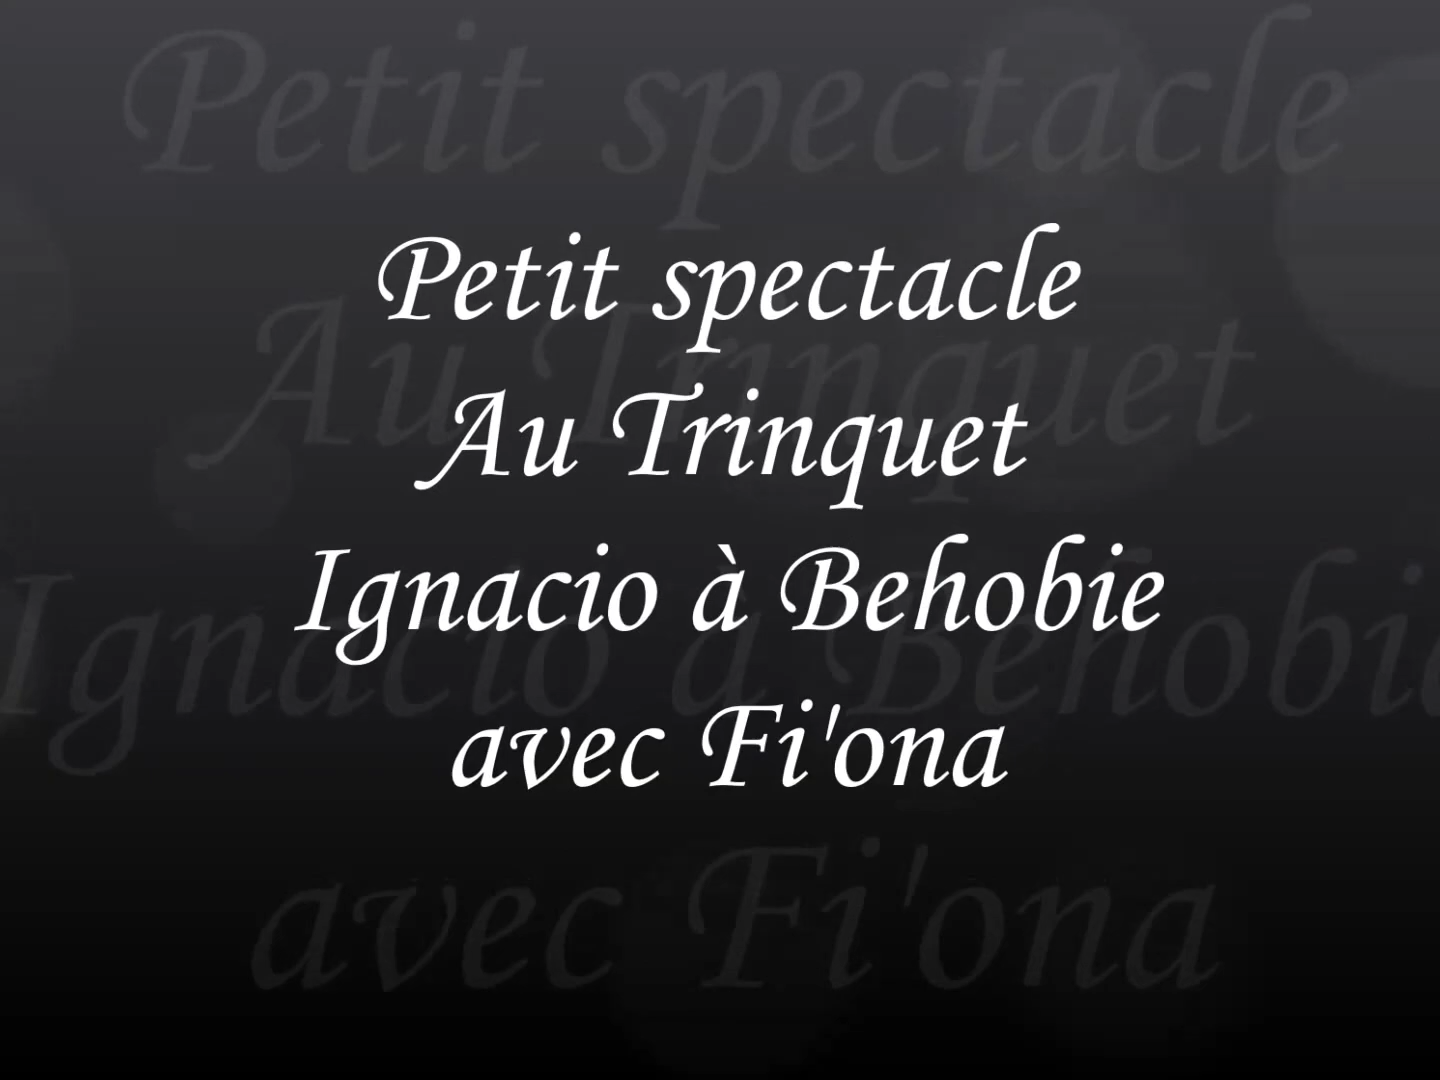 Petit spectacle
Au Trinquet
Ignacio à Behobie
avec Fi'ona